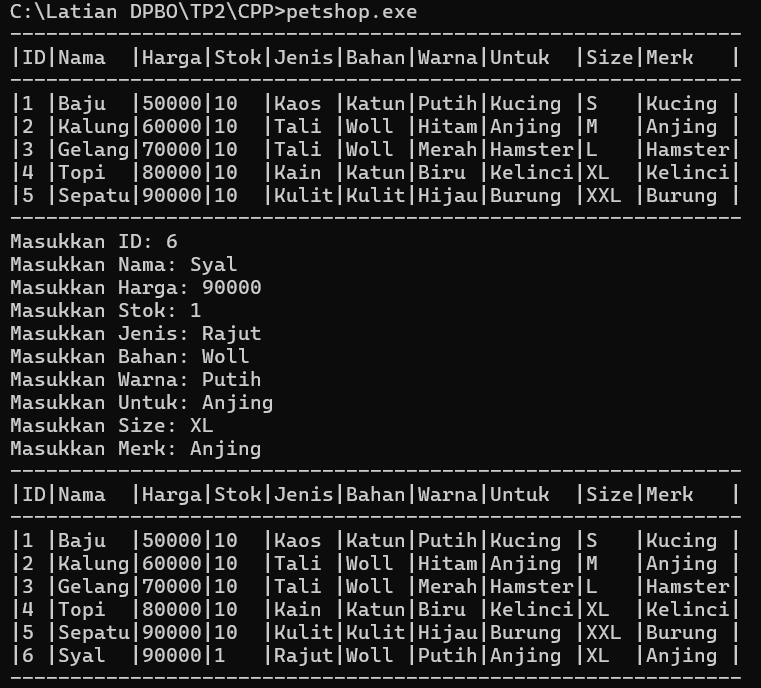 C:\Latian DPBO\TP2\CPP>petshop.exe
-------------------------------------------------------------
|ID|Nama  |Harga|Stok|Jenis|Bahan|Warna|Untuk  |Size|Merk   |
-------------------------------------------------------------
|1 |Baju  |50000|10  |Kaos |Katun|Putih|Kucing |S   |Kucing |
|2 |Kalung|60000|10  |Tali |Woll |Hitam|Anjing |M   |Anjing |
|3 |Gelang|70000|10  |Tali |Woll |Merah|Hamster|L   |Hamster|
|4 |Topi  |80000|10  |Kain |Katun|Biru |Kelinci|XL  |Kelinci|
|5 |Sepatu|90000|10  |Kulit|Kulit|Hijau|Burung |XXL |Burung |
-------------------------------------------------------------
Masukkan ID: 6
Masukkan Nama: Syal
Masukkan Harga: 90000
Masukkan Stok: 1
Masukkan Jenis: Rajut
Masukkan Bahan: Woll
Masukkan Warna: Putih
Masukkan Untuk: Anjing
Masukkan Size: XL
Masukkan Merk: Anjing
-------------------------------------------------------------
|ID|Nama  |Harga|Stok|Jenis|Bahan|Warna|Untuk  |Size|Merk   |
-------------------------------------------------------------
|1 |Baju  |50000|10  |Kaos |Katun|Putih|Kucing |S   |Kucing |
|2 |Kalung|60000|10  |Tali |Woll |Hitam|Anjing |M   |Anjing |
|3 |Gelang|70000|10  |Tali |Woll |Merah|Hamster|L   |Hamster|
|4 |Topi  |80000|10  |Kain |Katun|Biru |Kelinci|XL  |Kelinci|
|5 |Sepatu|90000|10  |Kulit|Kulit|Hijau|Burung |XXL |Burung |
|6 |Syal  |90000|1   |Rajut|Woll |Putih|Anjing |XL  |Anjing |
-------------------------------------------------------------